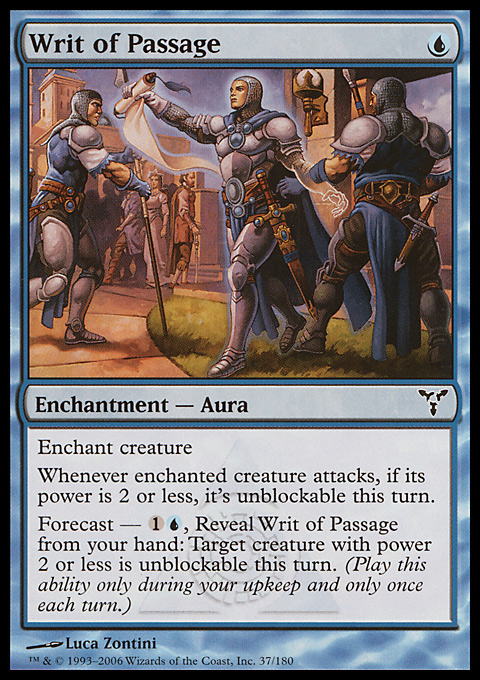 Writ of Passage
Enchantment — Aura
Enchant creature
Whenever enchanted creature attacks, if its
power is 2 or less, it's unblockable this turn.
Forecast — 1, Reveal Writ of Passage
from your hand: Target creature with power
2 or less is unblockable this turn. (Play this
ability only during your upkeep and only once
each turn.)
Luca Zontini
™ & © 1993–2006 Wizards of the Coast, Inc. 37/180